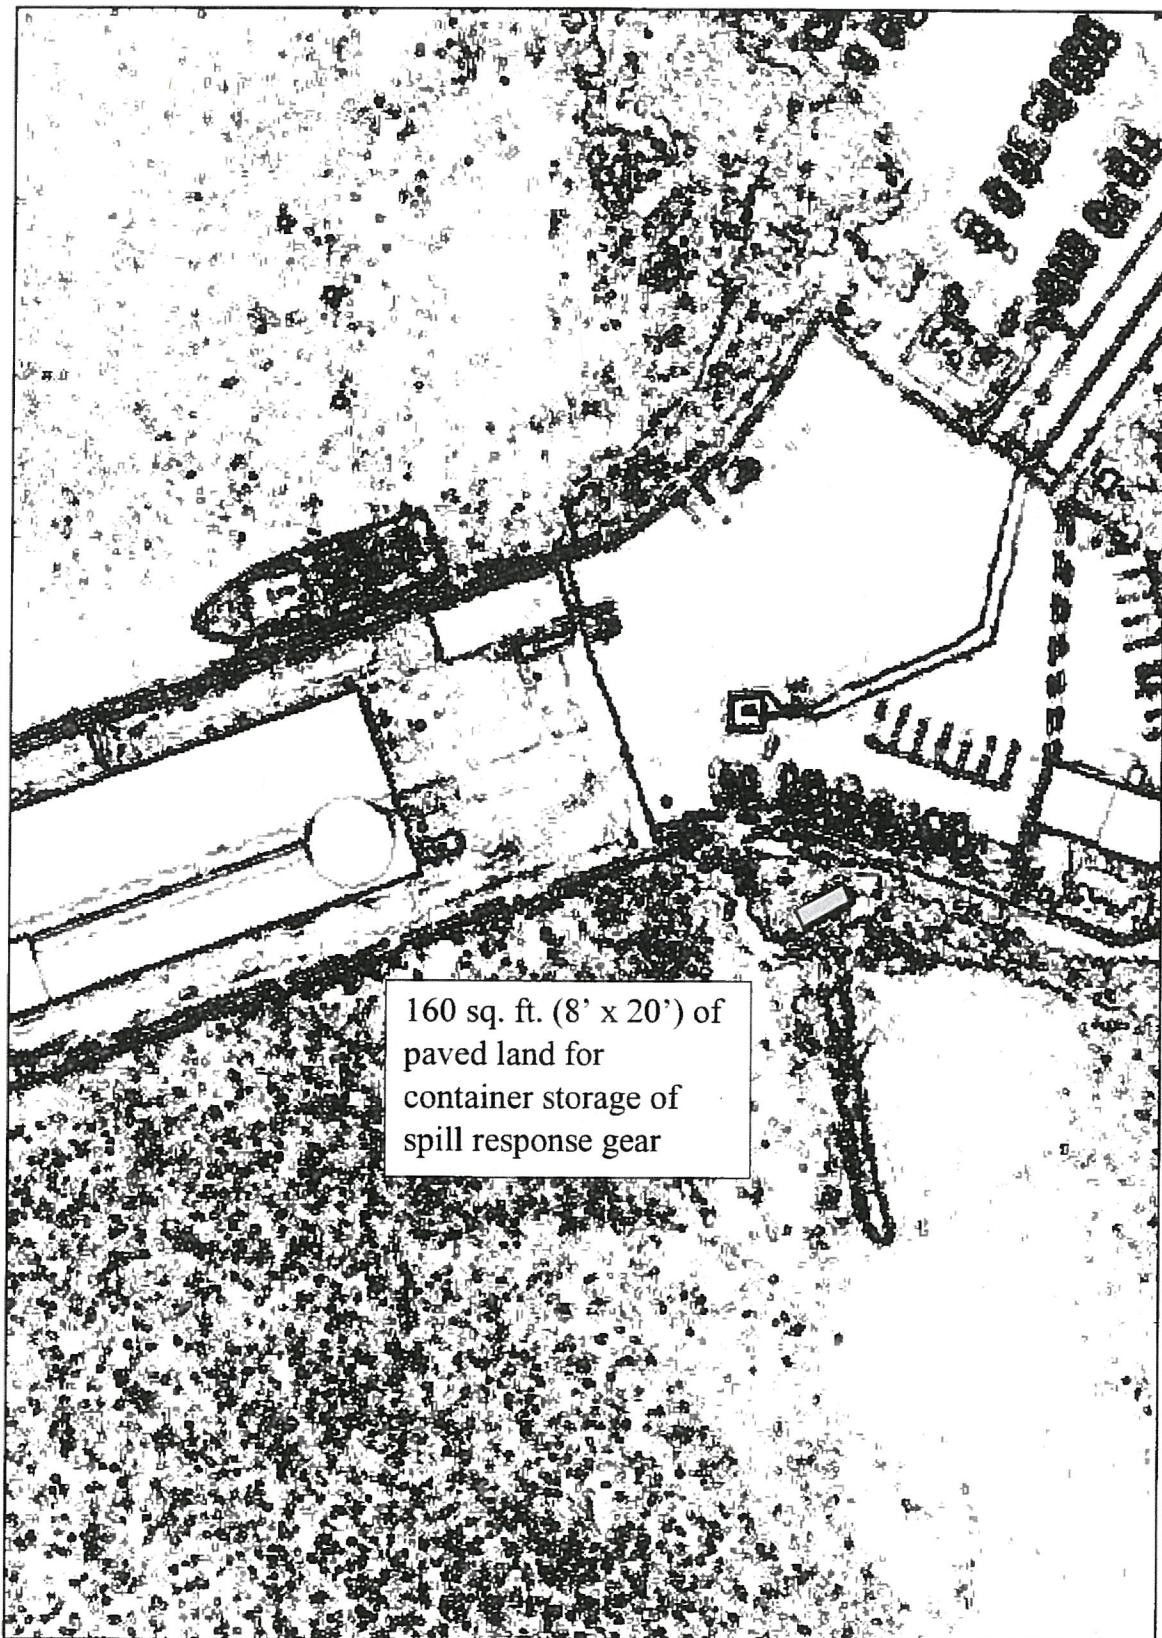 160 sq. ft. (8’ x 20’) of
paved land for
container storage of
spill response gear